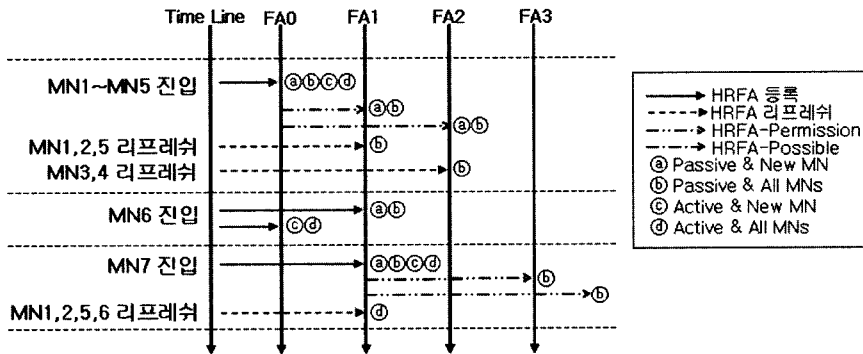 Time Line FA0 FA1 FA2 FA3
MN1~MN5 진입 ⓐⓑⓒⓓ
ⓐⓑ
ⓐⓑ
MN1,2,5 리프레쉬 ⓑ
MN3,4 리프레쉬 ⓑ
MN6 진입 ⓐⓑ
ⓒⓓ
MN7 진입 ⓐⓑⓒⓓ
ⓑ
ⓑ
MN1,2,5,6 리프레쉬 ⓓ
HRFA 등록
HRFA 리프레쉬
HRFA-Permission
HRFA-Possible
ⓐ Passive & New MN
ⓑ Passive & All MNs
ⓒ Active & New MN
ⓓ Active & All MNs